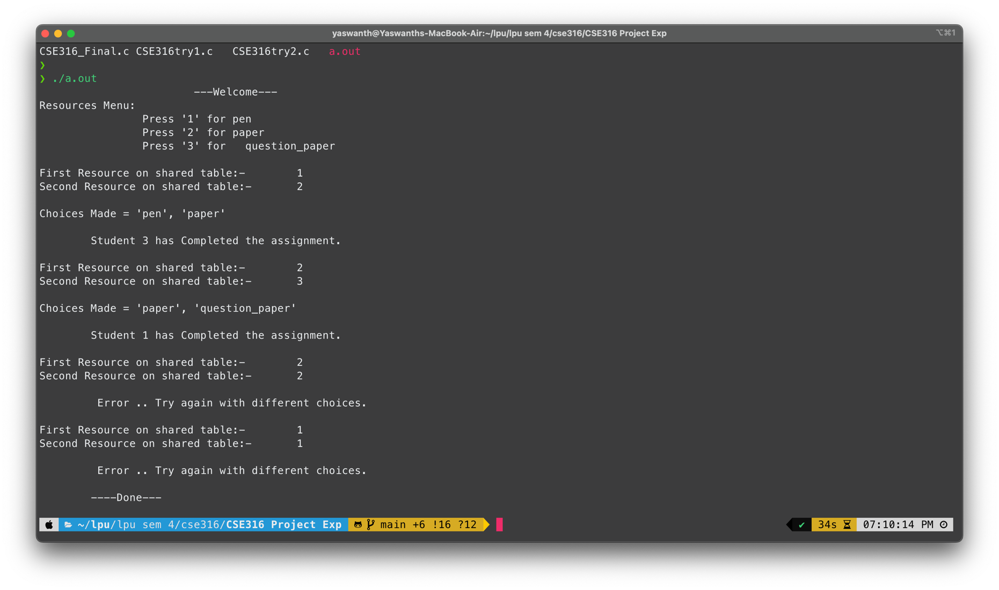 yaswanth@Yaswanths-MacBook-Air:~/lpu/lpu sem 4/cse316/CSE316 Project Exp
⌥⌘1
CSE316_Final.c CSE316try1.c   CSE316try2.c   a.out
❯
❯ ./a.out
---Welcome---
Resources Menu:
Press '1' for pen
Press '2' for paper
Press '3' for   question_paper
First Resource on shared table:-        1
Second Resource on shared table:-       2
Choices Made = 'pen', 'paper'
Student 3 has Completed the assignment.
First Resource on shared table:-        2
Second Resource on shared table:-       3
Choices Made = 'paper', 'question_paper'
Student 1 has Completed the assignment.
First Resource on shared table:-        2
Second Resource on shared table:-       2
Error .. Try again with different choices.
First Resource on shared table:-        1
Second Resource on shared table:-       1
Error .. Try again with different choices.
----Done---
~/lpu/lpu sem 4/cse316/CSE316 Project Exp  main +6 !16 ?12  ✔  34s  07:10:14 PM